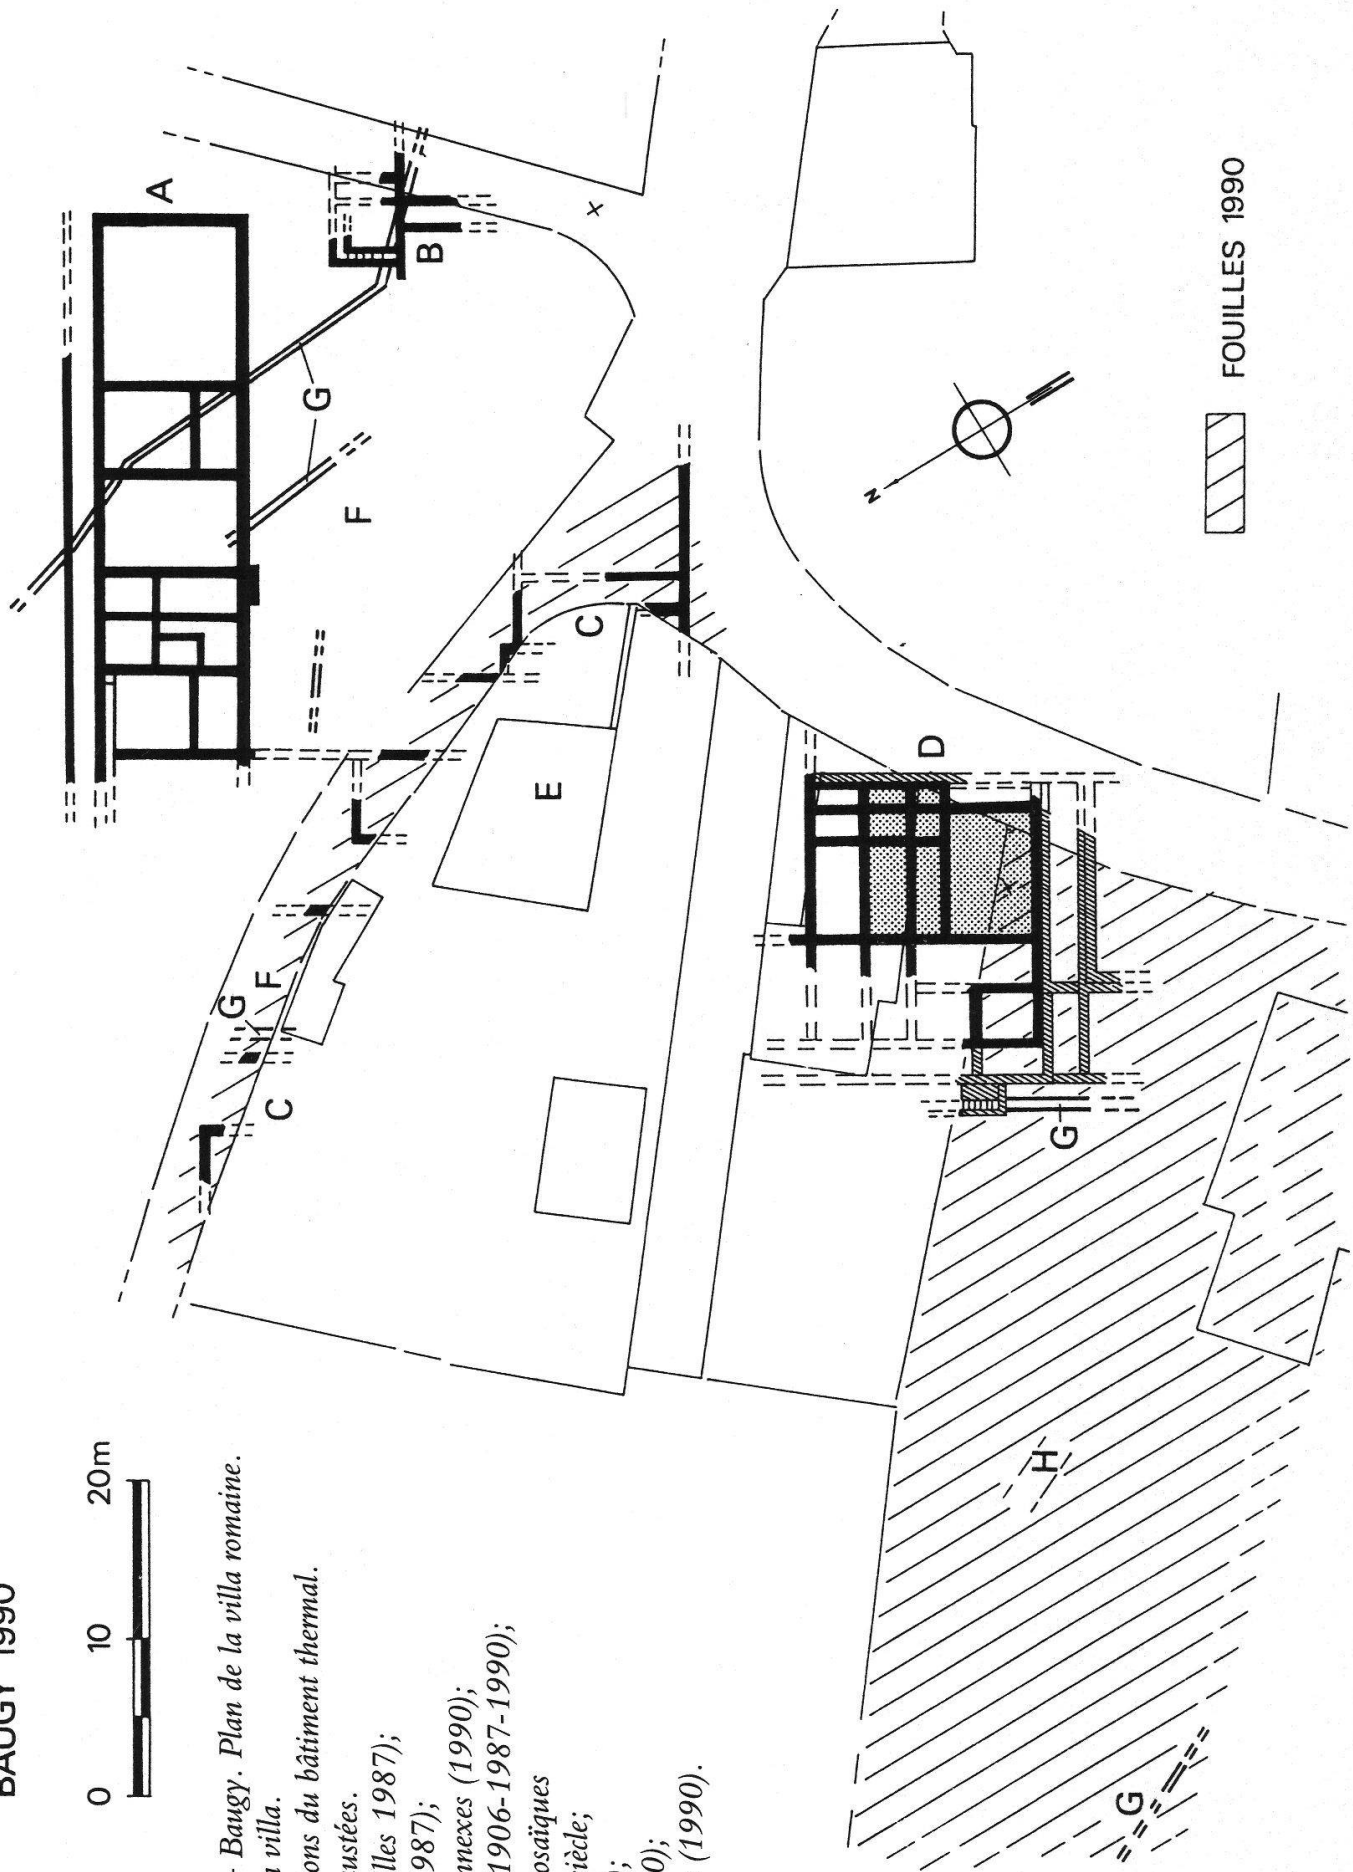 BAUGY 1990
0 10 20m
- Baugy. Plan de la villa romaine.
villa.
ons du bâtiment thermal.
ustées.
lles 1987);
987);
nnexes (1990);
1906-1987-1990);
osaïques
iècle;
);
0);
(1990).
A
B
G
F
C
E
D
G
F
C
G
H
G
N
FOUILLES 1990